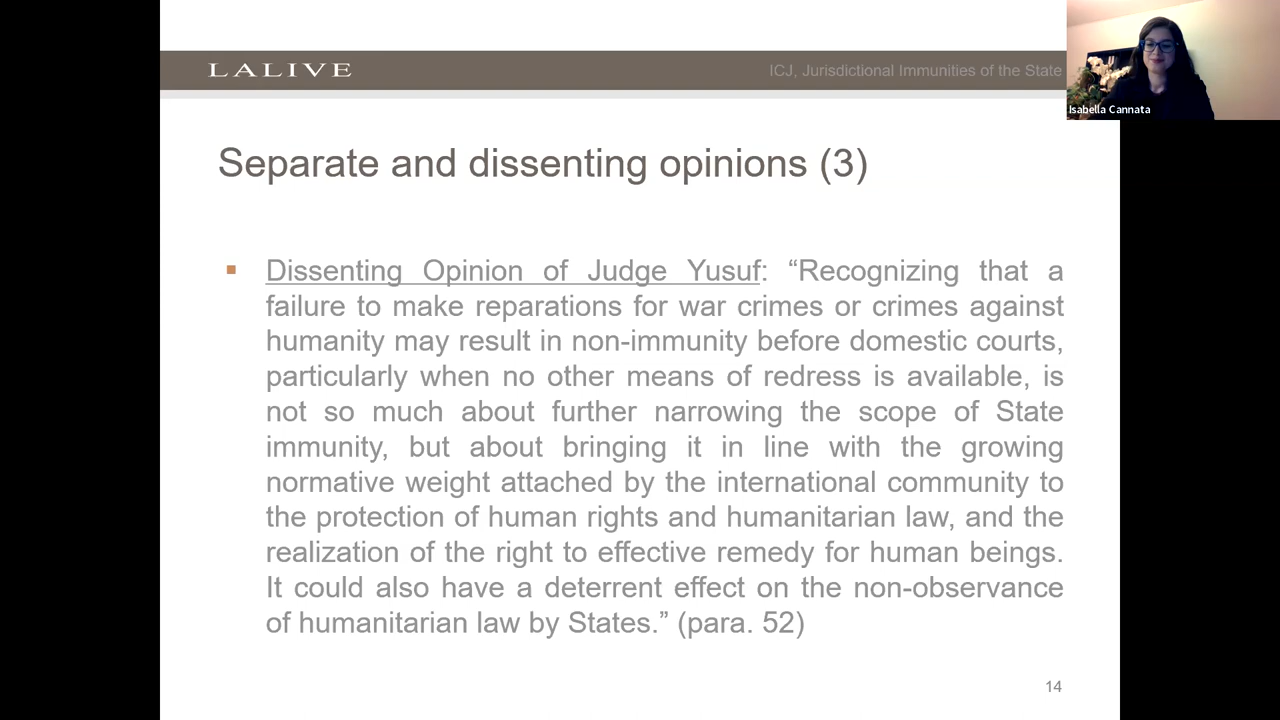 LALIVE
ICJ, Jurisdictional Immunities of the State
Isabella Cannata
Separate and dissenting opinions (3)
Dissenting Opinion of Judge Yusuf: “Recognizing that a
failure to make reparations for war crimes or crimes against
humanity may result in non-immunity before domestic courts,
particularly when no other means of redress is available, is
not so much about further narrowing the scope of State
immunity, but about bringing it in line with the growing
normative weight attached by the international community to
the protection of human rights and humanitarian law, and the
realization of the right to effective remedy for human beings.
It could also have a deterrent effect on the non-observance
of humanitarian law by States.” (para. 52)
14